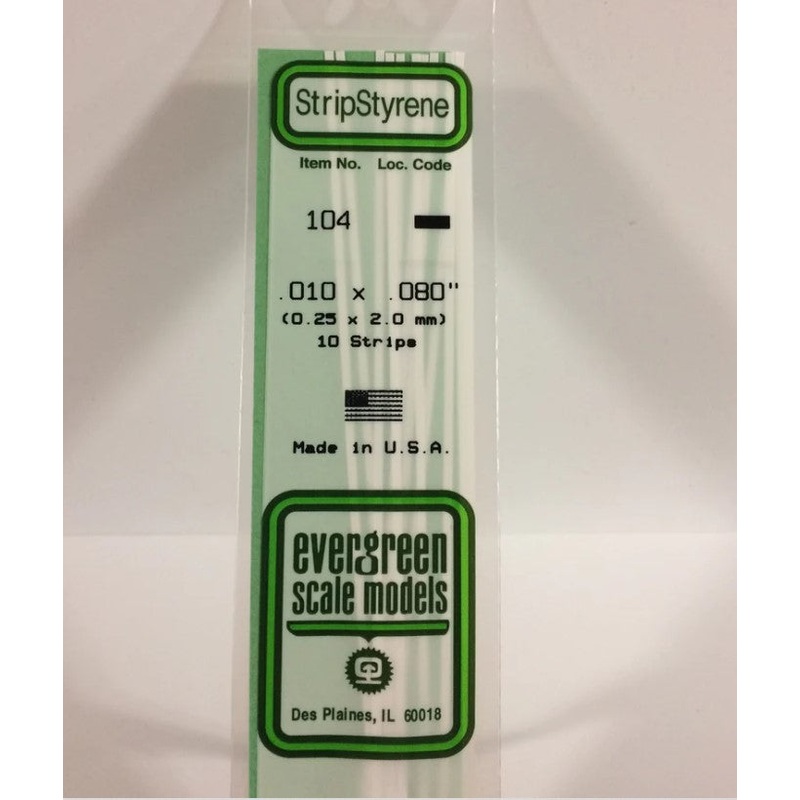 StripStyrene
Item No. Loc. Code
104
.010 x .080"
(0.25 x 2.0 mm)
10 Strips
Made in U.S.A.
evergreen
scale models
Des Plaines, IL 60018